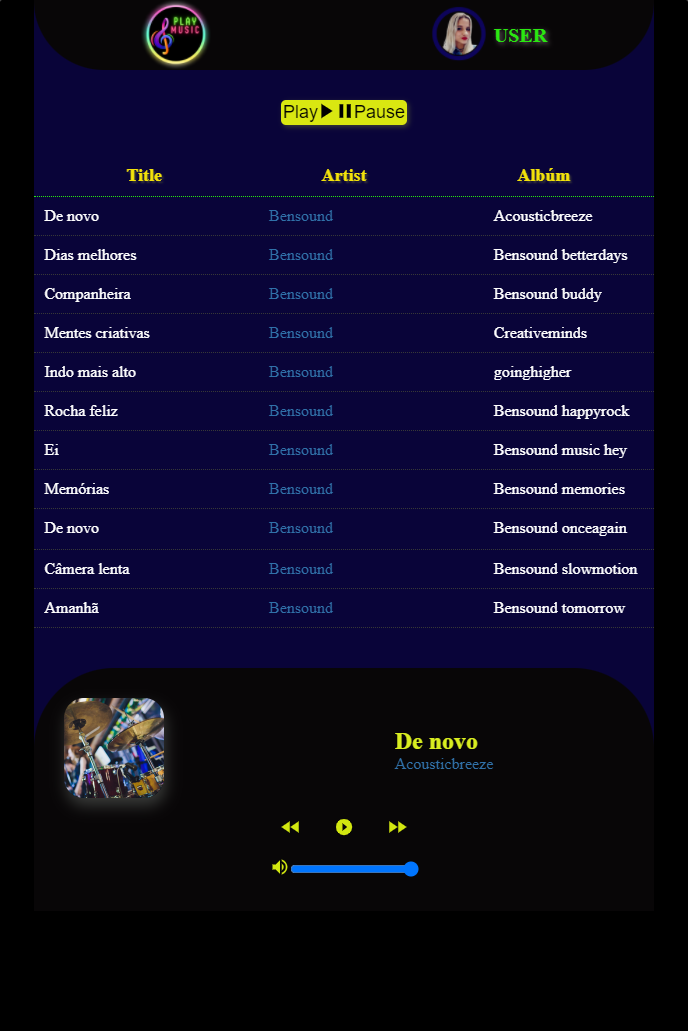 PLAY
MUSIC
USER
Play Pause
Title Artist Albúm
De novo Bensound Acousticbreeze
Dias melhores Bensound Bensound betterdays
Companheira Bensound Bensound buddy
Mentes criativas Bensound Creativeminds
Indo mais alto Bensound goinghigher
Rocha feliz Bensound Bensound happyrock
Ei Bensound Bensound music hey
Memórias Bensound Bensound memories
De novo Bensound Bensound onceagain
Câmera lenta Bensound Bensound slowmotion
Amanhã Bensound Bensound tomorrow
De novo
Acousticbreeze